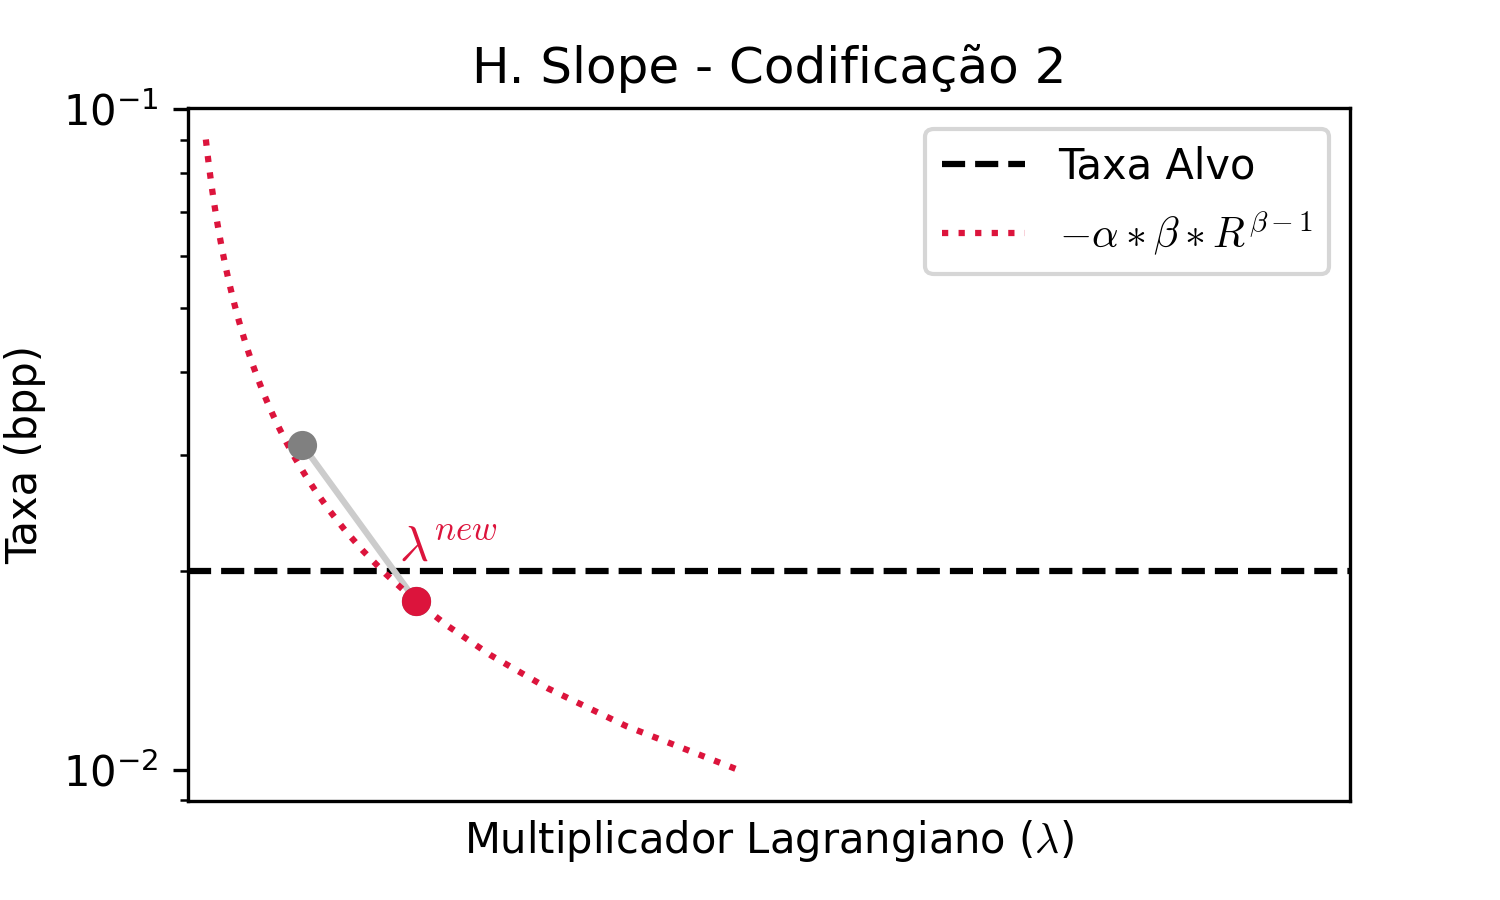 H. Slope - Codificação 2
10⁻¹
Taxa Alvo
−α ∗ β ∗ R^{β−1}
Taxa (bpp)
λ^{new}
10⁻²
Multiplicador Lagrangiano (λ)